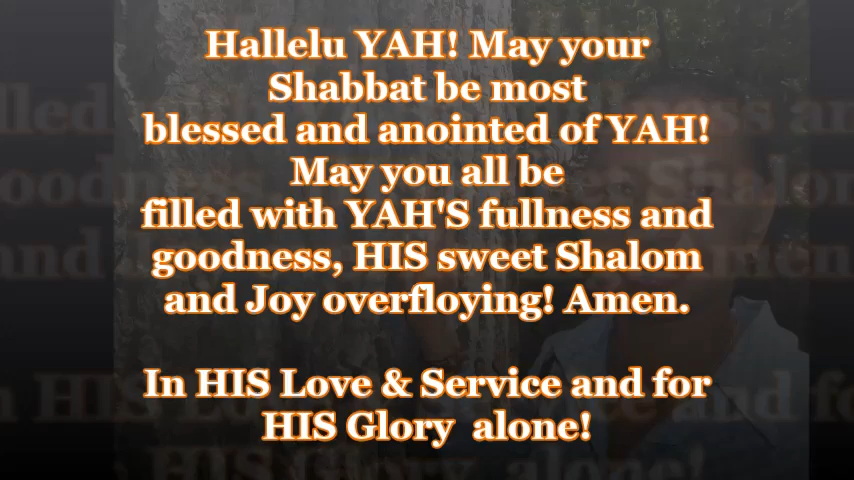 Hallelu YAH! May your
Shabbat be most
blessed and anointed of YAH!
May you all be
filled with YAH'S fullness and
goodness, HIS sweet Shalom
and Joy overfloying! Amen.
In HIS Love & Service and for
HIS Glory  alone!